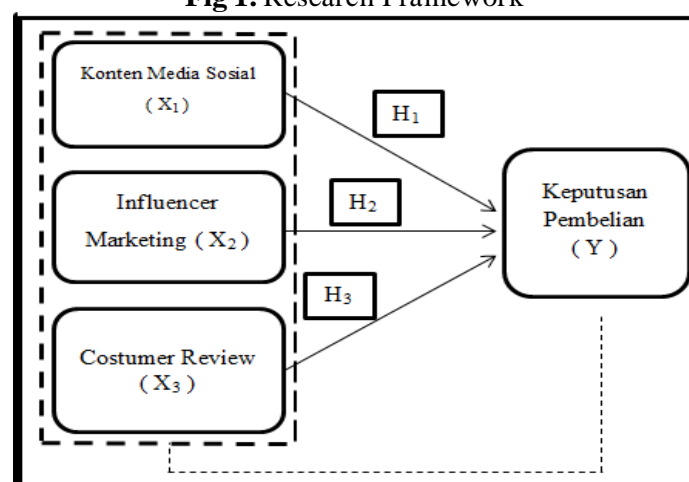 Fig 1. Research Framework
Konten Media Sosial
( X₁ )
H₁
Influencer
Marketing ( X₂ )
H₂
Keputusan
Pembelian
( Y )
H₃
Costumer Review
( X₃ )